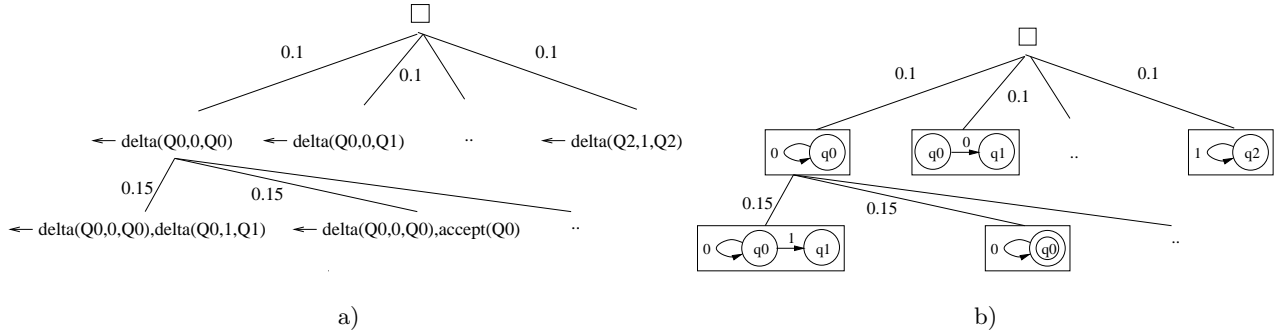 0.1
0.1
0.1
← delta(Q0,0,Q0)
← delta(Q0,0,Q1)
..
← delta(Q2,1,Q2)
0.15
0.15
← delta(Q0,0,Q0),delta(Q0,1,Q1)
← delta(Q0,0,Q0),accept(Q0)
..
a)
0.1
0.1
0.1
0 q0
q0 0 q1
..
1 q2
0.15
0.15
0 q0 1 q1
0 q0
..
b)